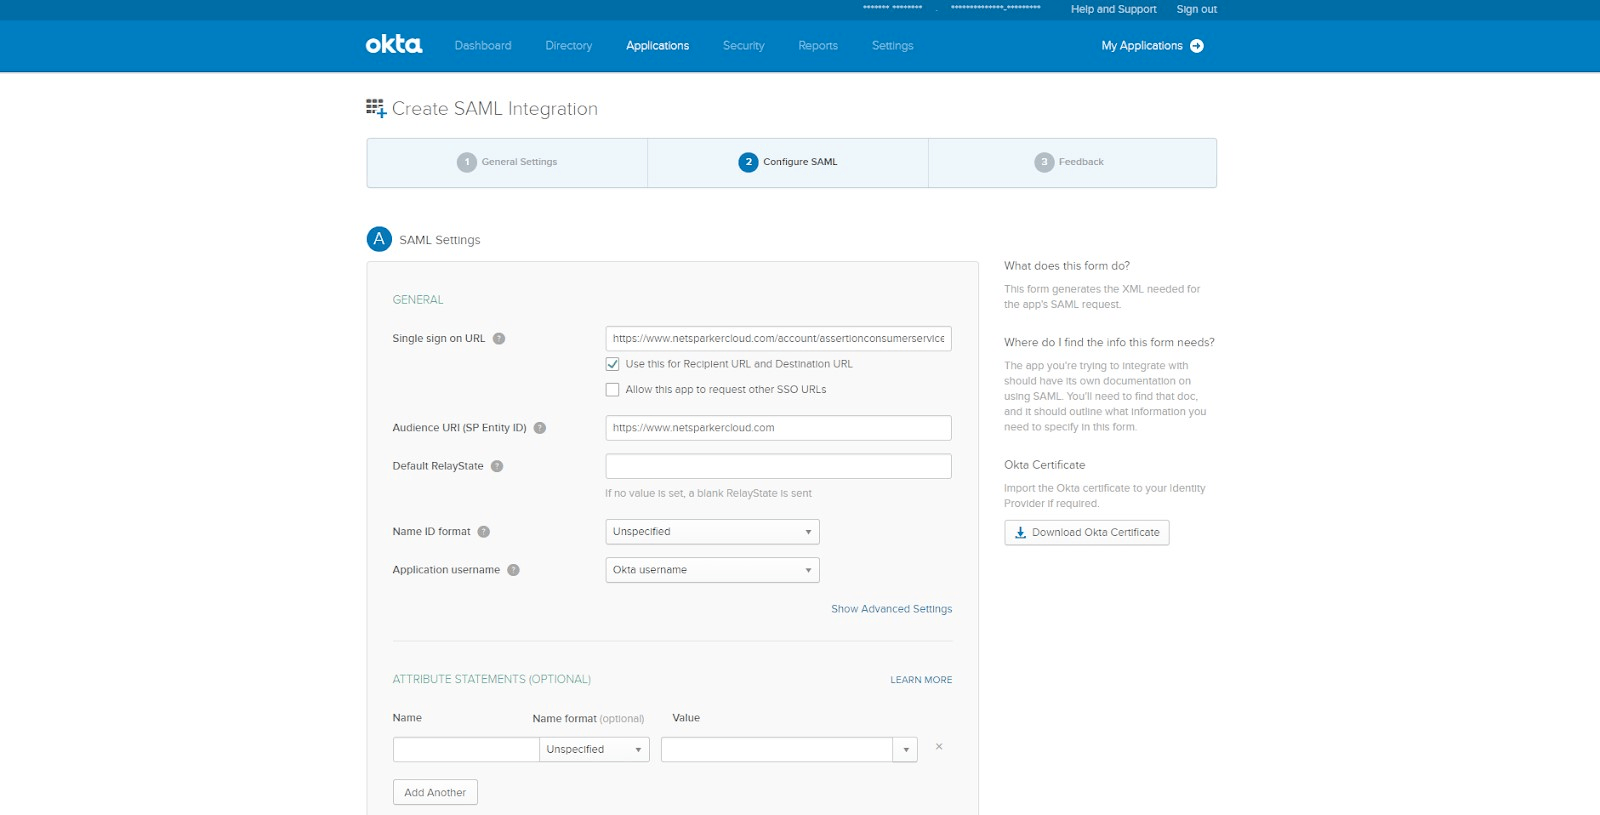 ******* ********  .  **************-*********  Help and Support  Sign out
okta  Dashboard  Directory  Applications  Security  Reports  Settings  My Applications
Create SAML Integration
1 General Settings  2 Configure SAML  3 Feedback
A SAML Settings
GENERAL
Single sign on URL ?  https://www.netsparkercloud.com/account/assertionconsumerservice
Use this for Recipient URL and Destination URL
Allow this app to request other SSO URLs
Audience URI (SP Entity ID) ?  https://www.netsparkercloud.com
Default RelayState ?
If no value is set, a blank RelayState is sent
Name ID format ?  Unspecified
Application username ?  Okta username
Show Advanced Settings
ATTRIBUTE STATEMENTS (OPTIONAL)  LEARN MORE
Name  Name format (optional)  Value
Unspecified
Add Another
What does this form do?
This form generates the XML needed for
the app's SAML request.
Where do I find the info this form needs?
The app you're trying to integrate with
should have its own documentation on
using SAML. You'll need to find that doc,
and it should outline what information you
need to specify in this form.
Okta Certificate
Import the Okta certificate to your Identity
Provider if required.
Download Okta Certificate